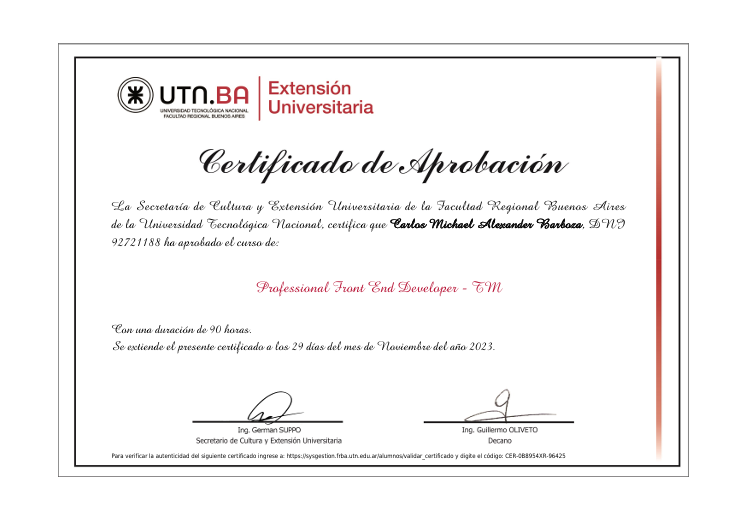 UTN.BA
UNIVERSIDAD TECNOLÓGICA NACIONAL
FACULTAD REGIONAL BUENOS AIRES
Extensión
Universitaria
Certificado de Aprobación
La Secretaría de Cultura y Extensión Universitaria de la Facultad Regional Buenos Aires
de la Universidad Tecnológica Nacional, certifica que Carlos Michael Alexander Barboza, DNI
92721188 ha aprobado el curso de:
Professional Front End Developer - TM
Con una duración de 90 horas.
Se extiende el presente certificado a los 29 días del mes de Noviembre del año 2023.
Ing. German SUPPO
Secretario de Cultura y Extensión Universitaria
Ing. Guillermo OLIVETO
Decano
Para verificar la autenticidad del siguiente certificado ingrese a: https://sysgestion.frba.utn.edu.ar/alumnos/validar_certificado y digite el código: CER-0B8954XR-96425